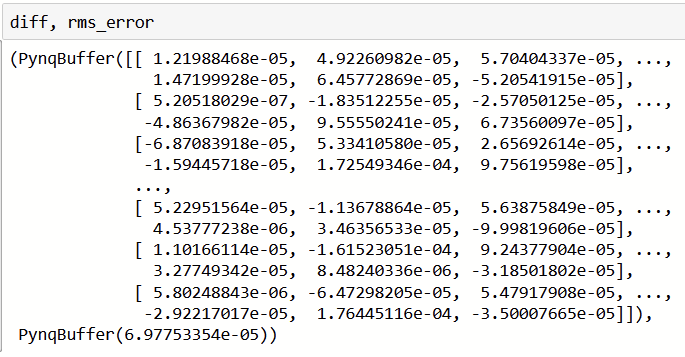 diff, rms_error
(PynqBuffer([[ 1.21988468e-05,  4.92260982e-05,  5.70404337e-05, ...,
1.47199928e-05,  6.45772869e-05, -5.20541915e-05],
[ 5.20518029e-07, -1.83512255e-05, -2.57050125e-05, ...,
-4.86367982e-05,  9.55550241e-05,  6.73560097e-05],
[-6.87083918e-05,  5.33410580e-05,  2.65692614e-05, ...,
-1.59445718e-05,  1.72549346e-04,  9.75619598e-05],
...,
[ 5.22951564e-05, -1.13678864e-05,  5.63875849e-05, ...,
4.53777238e-06,  3.46356533e-05, -9.99819606e-05],
[ 1.10166114e-05, -1.61523051e-04,  9.24377904e-05, ...,
3.27749342e-05,  8.48240336e-06, -3.18501802e-05],
[ 5.80248843e-06, -6.47298205e-05,  5.47917908e-05, ...,
-2.92217017e-05,  1.76445116e-04, -3.50007665e-05]]),
PynqBuffer(6.97753354e-05))